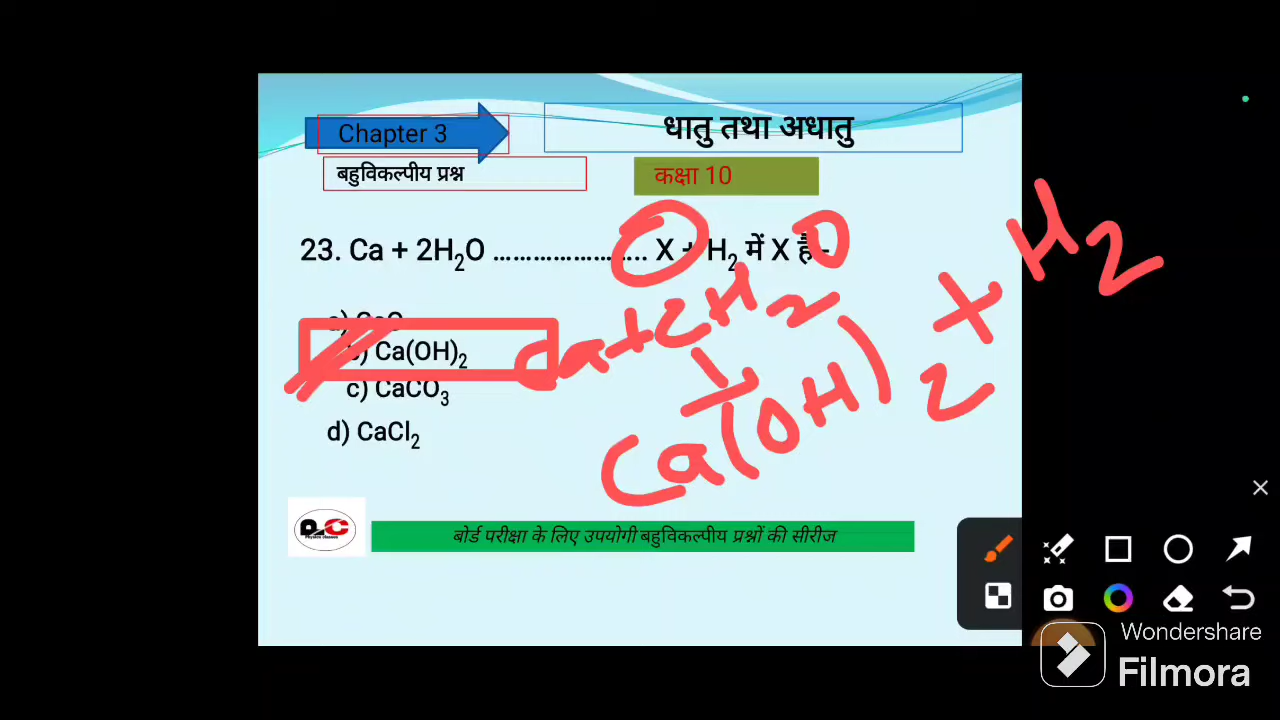 Chapter 3
धातु तथा अधातु
बहुविकल्पीय प्रश्न
कक्षा 10
23. Ca + 2H₂O ………………….. X + H₂ में X है-
a) CaO
b) Ca(OH)₂
c) CaCO₃
d) CaCl₂
Ca+2H₂O
Ca(OH)₂+H₂
बोर्ड परीक्षा के लिए उपयोगी बहुविकल्पीय प्रश्नों की सीरीज
Wondershare
Filmora